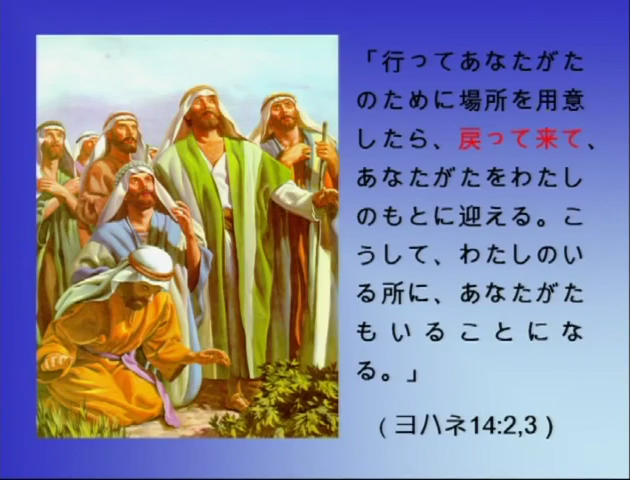 「行ってあなたがた
のために場所を用意
したら、戻って来て、
あなたがたをわたし
のもとに迎える。こ
うして、わたしのい
る所に、あなたがた
もいることにな
る。」
(ヨハネ14:2,3)